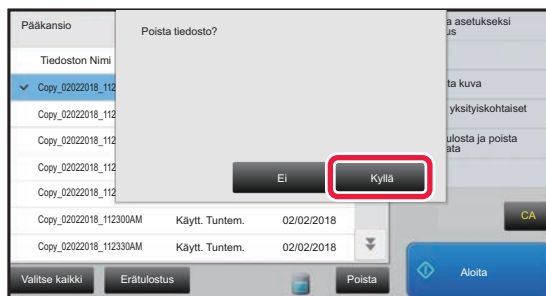 Pääkansio
Tiedoston Nimi
Copy_02022018_112
Copy_02022018_112
Copy_02022018_112
Copy_02022018_112
Copy_02022018_112
Copy_02022018_112300AM Käytt. Tuntem. 02/02/2018
Copy_02022018_112330AM Käytt. Tuntem. 02/02/2018
Valitse kaikki Erätulostus Poista
Poista tiedosto?
Ei Kyllä
a asetukseksi
us
ta kuva
yksityiskohtaiset
ulosta ja poista
ata
CA
Aloita